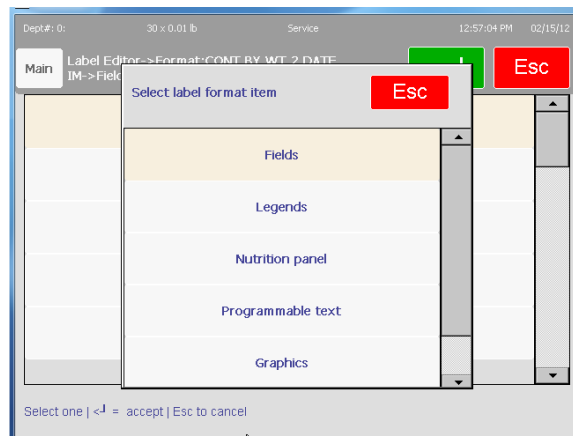 Dept#: 0: 30 x 0.01 lb Service 12:57:04 PM 02/15/12
Main
Label Editor->Format:CONT BY WT 2 DATE
IM->Field
Esc
Select label format item
Esc
Fields
Legends
Nutrition panel
Programmable text
Graphics
Select one | <┘ = accept | Esc to cancel